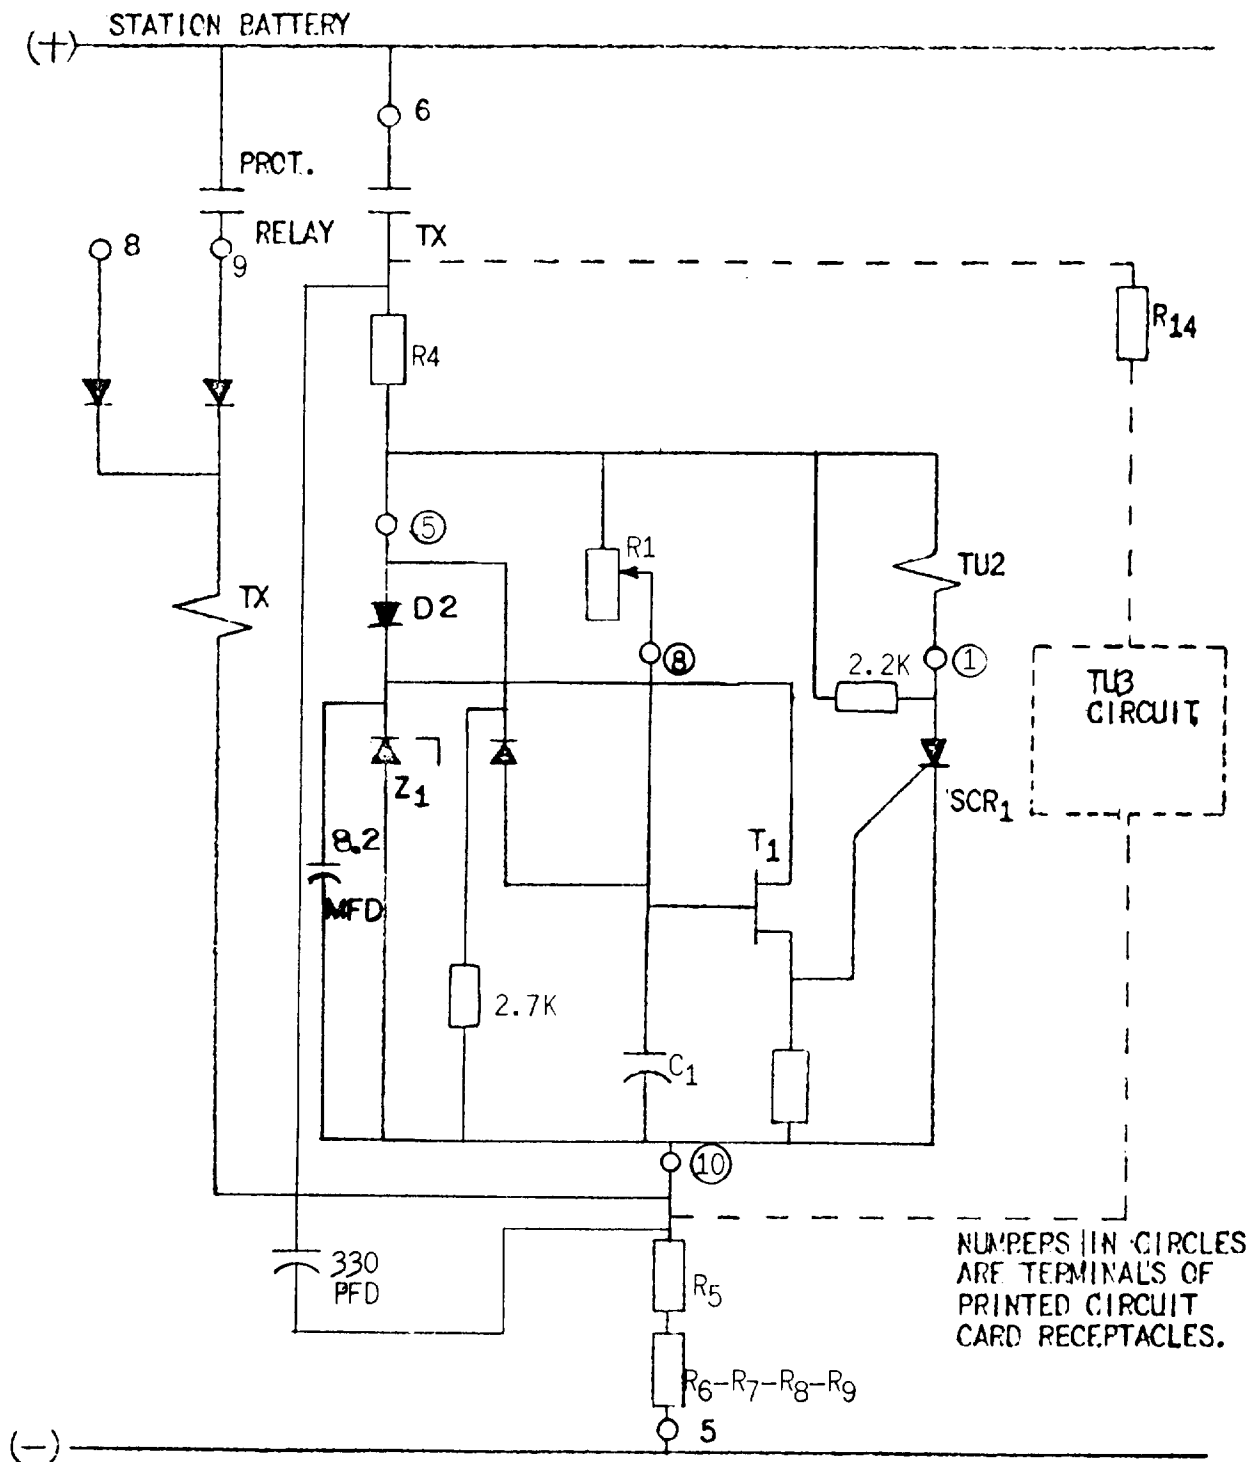 STATION BATTERY
(+)
6
PROT.
RELAY
8
9
TX
R14
R4
5
R1
TU2
TX
D2
8
2.2K
1
TU3
CIRCUIT
Z1
SCR1
8.2
MFD
T1
2.7K
C1
10
330
PFD
R5
NUMBERS IN CIRCLES
ARE TERMINALS OF
PRINTED CIRCUIT
CARD RECEPTACLES.
R6-R7-R8-R9
5
(-)